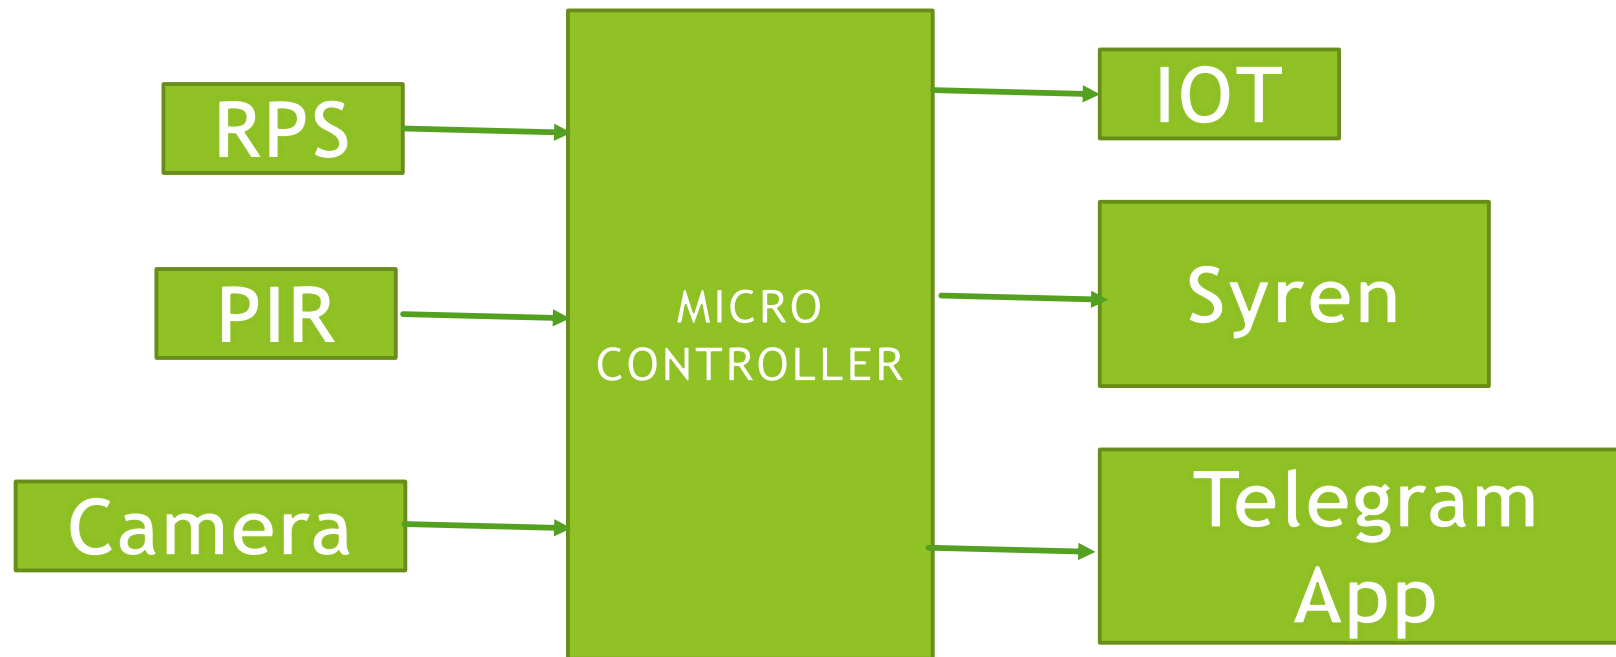 RPS
PIR
Camera
MICRO
CONTROLLER
IOT
Syren
Telegram
App